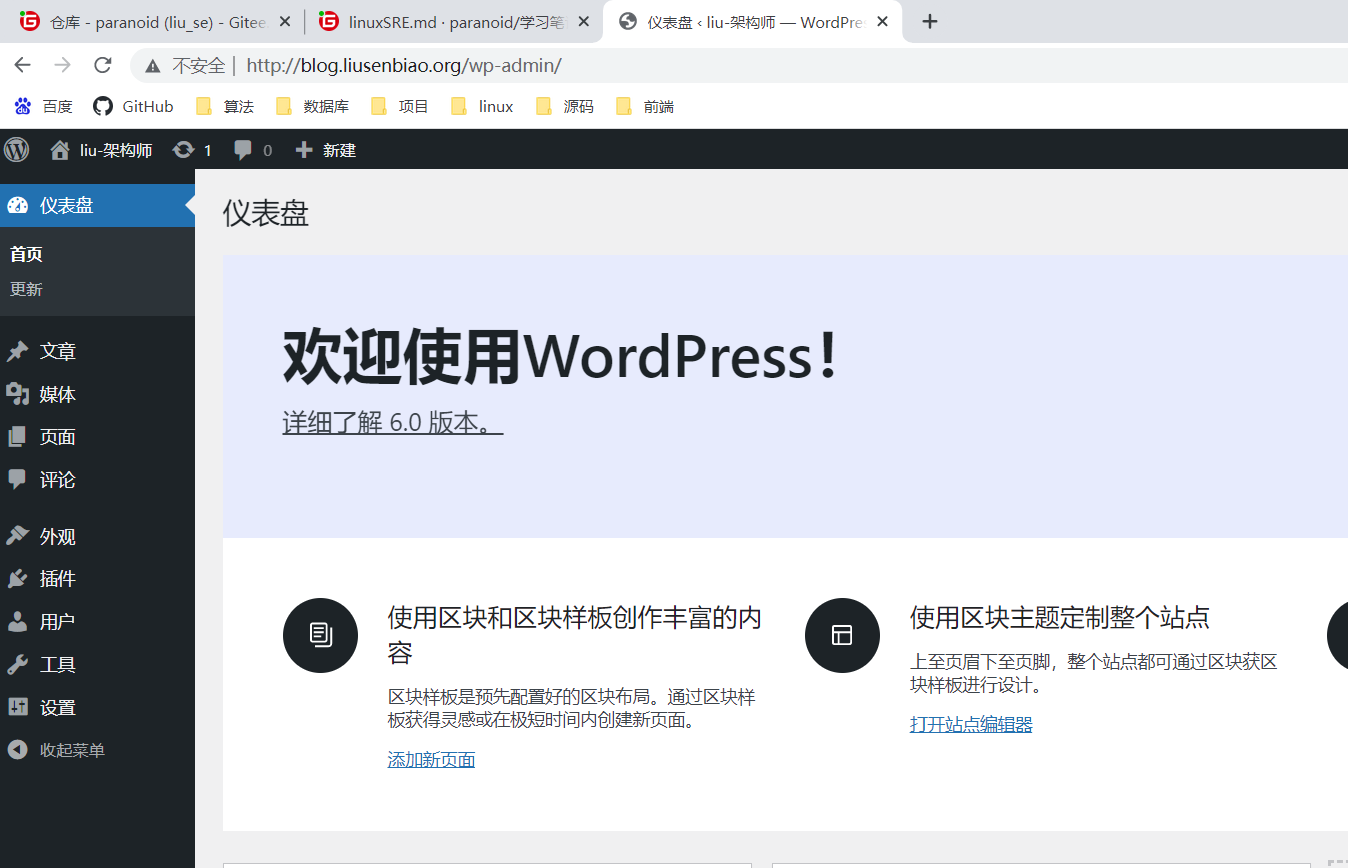 仓库 - paranoid (liu_se) - Gitee
linuxSRE.md · paranoid/学习笔
仪表盘 ‹ liu-架构师 — WordPre
不安全 | http://blog.liusenbiao.org/wp-admin/
百度 GitHub 算法 数据库 项目 linux 源码 前端
liu-架构师 1 0 新建
仪表盘
首页
更新
文章
媒体
页面
评论
外观
插件
用户
工具
设置
收起菜单
仪表盘
欢迎使用WordPress！
详细了解 6.0 版本。
使用区块和区块样板创作丰富的内
容
区块样板是预先配置好的区块布局。通过区块样
板获得灵感或在极短时间内创建新页面。
添加新页面
使用区块主题定制整个站点
上至页眉下至页脚，整个站点都可通过区块获区
块样板进行设计。
打开站点编辑器